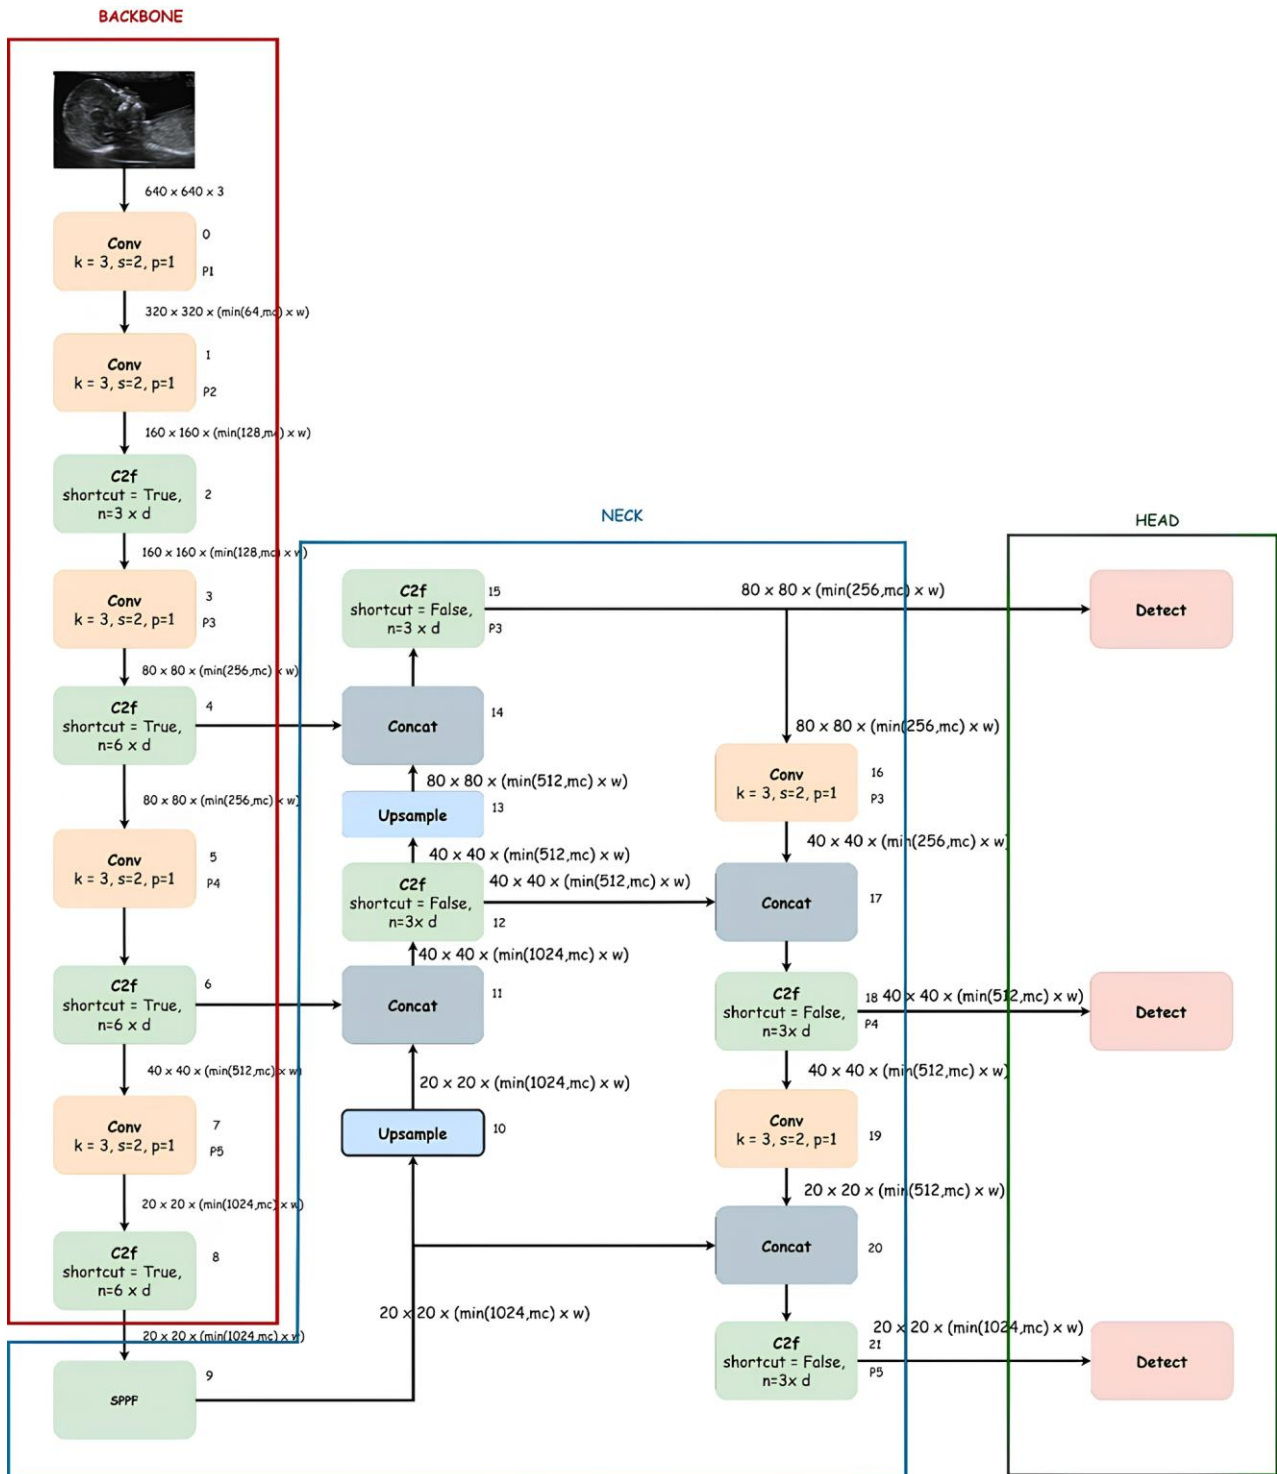 BACKBONE
640 x 640 x 3
Conv
k = 3, s=2, p=1
0
P1
320 x 320 x (min(64,mc) x w)
Conv
k = 3, s=2, p=1
1
P2
160 x 160 x (min(128,mc) x w)
C2f
shortcut = True,
n=3 x d
2
160 x 160 x (min(128,mc) x w)
Conv
k = 3, s=2, p=1
3
P3
80 x 80 x (min(256,mc) x w)
C2f
shortcut = True,
n=6 x d
4
80 x 80 x (min(256,mc) x w)
Conv
k = 3, s=2, p=1
5
P4
C2f
shortcut = True,
n=6 x d
6
40 x 40 x (min(512,mc) x w)
Conv
k = 3, s=2, p=1
7
P5
20 x 20 x (min(1024,mc) x w)
C2f
shortcut = True,
n=6 x d
8
20 x 20 x (min(1024,mc) x w)
SPPF
9
NECK
C2f
shortcut = False,
n=3 x d
15
P3
80 x 80 x (min(256,mc) x w)
Concat
14
80 x 80 x (min(512,mc) x w)
Upsample
13
40 x 40 x (min(512,mc) x w)
C2f
shortcut = False,
n=3x d
12
40 x 40 x (min(512,mc) x w)
40 x 40 x (min(1024,mc) x w)
Concat
11
20 x 20 x (min(1024,mc) x w)
Upsample
10
20 x 20 x (min(1024,mc) x w)
80 x 80 x (min(256,mc) x w)
Conv
k = 3, s=2, p=1
16
P3
40 x 40 x (min(256,mc) x w)
Concat
17
C2f
shortcut = False,
n=3x d
18
P4
40 x 40 x (min(512,mc) x w)
40 x 40 x (min(512,mc) x w)
Conv
k = 3, s=2, p=1
19
20 x 20 x (min(512,mc) x w)
Concat
20
20 x 20 x (min(1024,mc) x w)
C2f
shortcut = False,
n=3x d
21
P5
HEAD
Detect
Detect
Detect